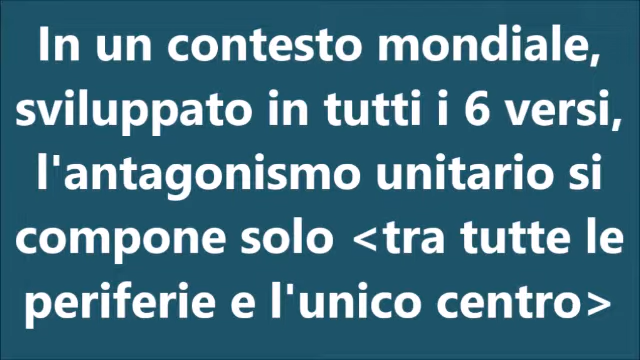 In un contesto mondiale,
sviluppato in tutti i 6 versi,
l'antagonismo unitario si
compone solo <tra tutte le
periferie e l'unico centro>